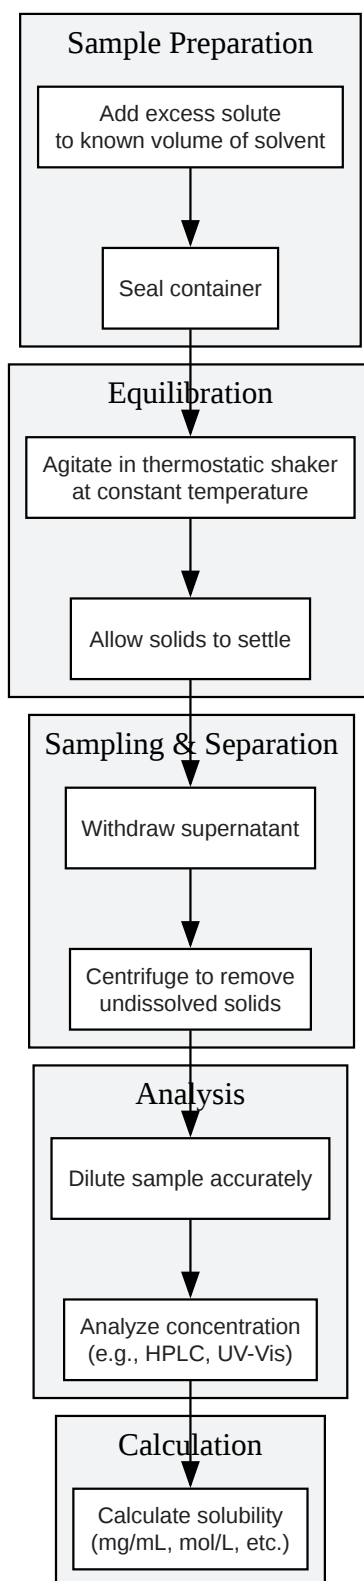 Sample Preparation
Add excess solute
to known volume of solvent
Seal container
Equilibration
Agitate in thermostatic shaker
at constant temperature
Allow solids to settle
Sampling & Separation
Withdraw supernatant
Centrifuge to remove
undissolved solids
Analysis
Dilute sample accurately
Analyze concentration
(e.g., HPLC, UV-Vis)
Calculation
Calculate solubility
(mg/mL, mol/L, etc.)